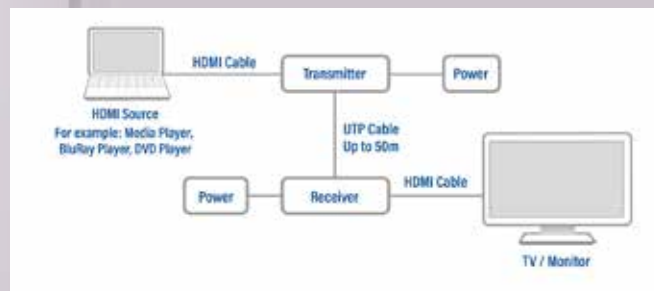 HDMI Cable
Transmitter
Power
HDMI Source
For example: Media Player,
BluRay Player, DVD Player
UTP Cable
Up to 50m
Power
Receiver
HDMI Cable
TV / Monitor